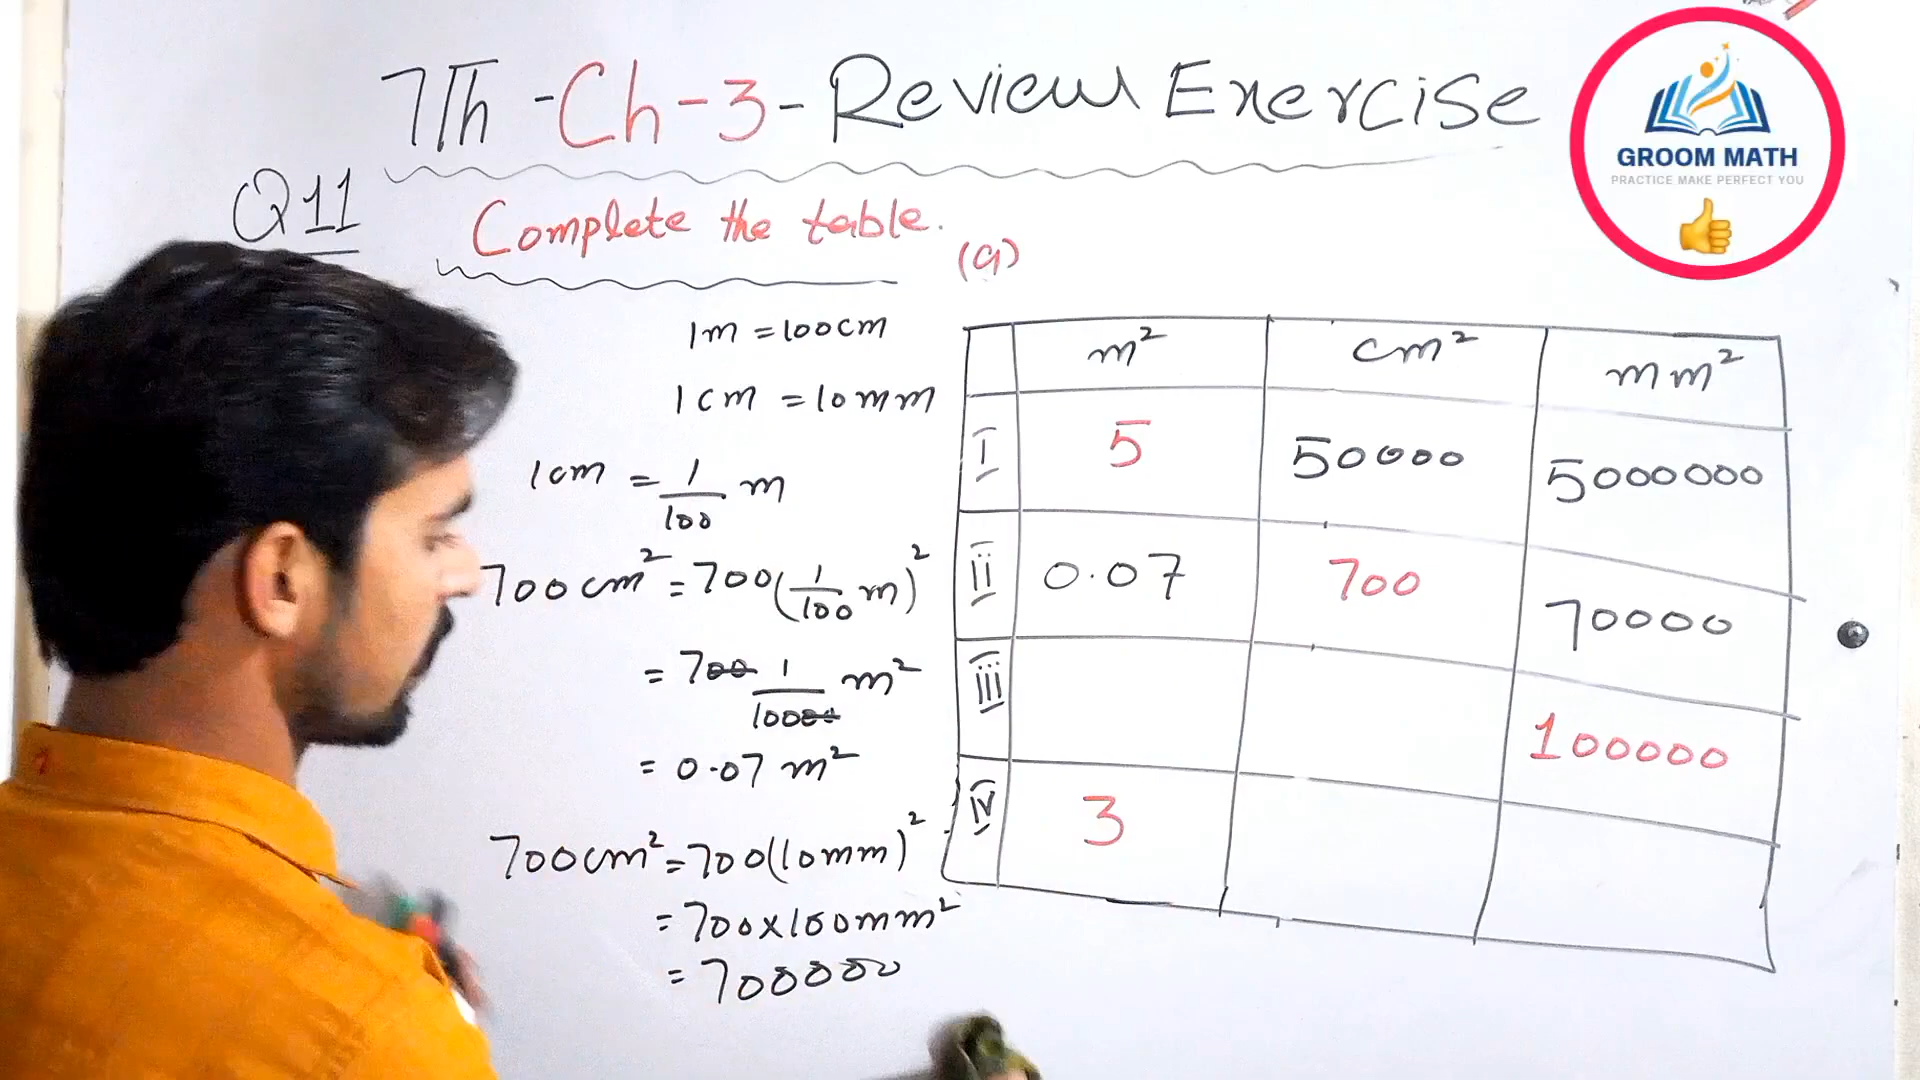 7Th - Ch - 3 - Review Exercise
GROOM MATH
PRACTICE MAKE PERFECT YOU
Q11
Complete the table.
(a)
1m = 100cm
1cm = 10mm
1cm = 1/100 m
700cm² = 700(1/100 m)²
= 700 1/10000 m²
= 0.07 m²
700cm² = 700(10mm)²
= 700x100mm²
= 700000
m² cm² mm²
I 5 50000 5000000
ii 0.07 700 70000
iii 100000
iv 3